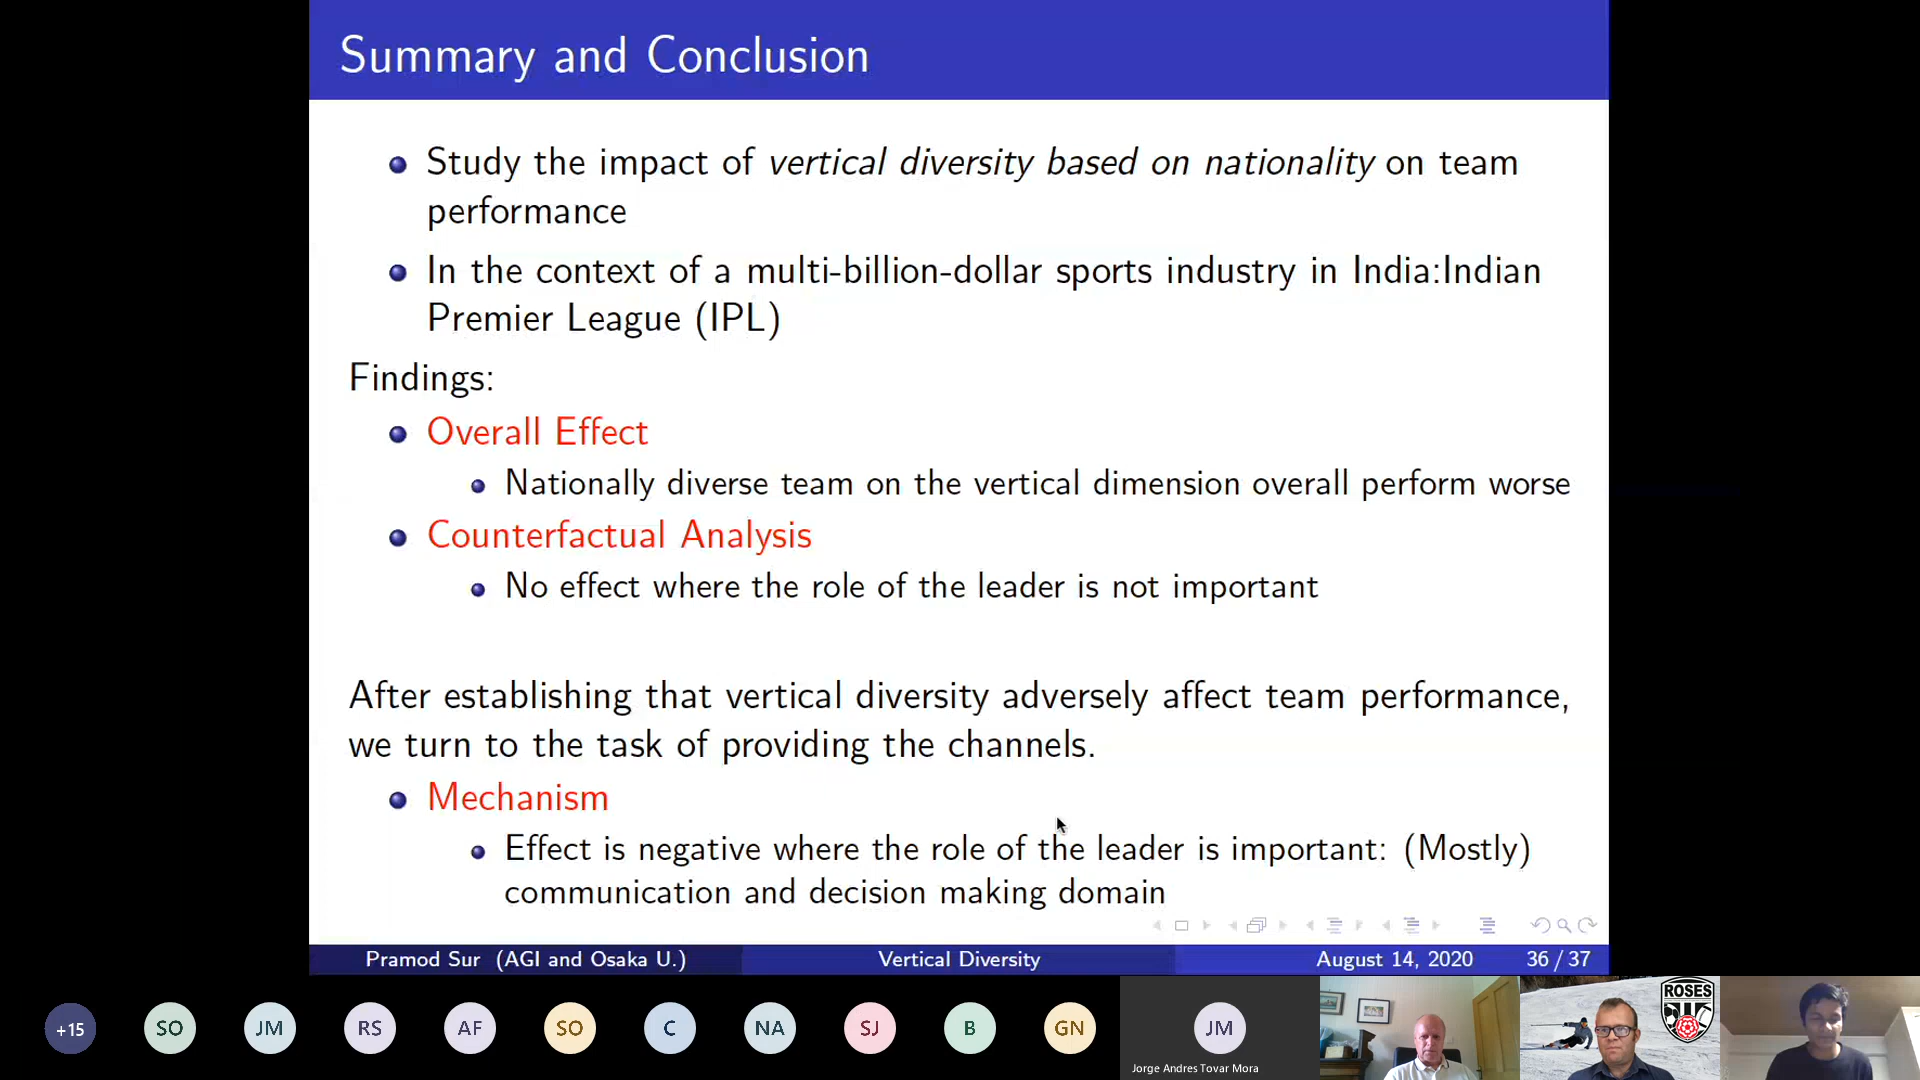 Summary and Conclusion
Study the impact of vertical diversity based on nationality on team
performance
In the context of a multi-billion-dollar sports industry in India:Indian
Premier League (IPL)
Findings:
Overall Effect
Nationally diverse team on the vertical dimension overall perform worse
Counterfactual Analysis
No effect where the role of the leader is not important
After establishing that vertical diversity adversely affect team performance,
we turn to the task of providing the channels.
Mechanism
Effect is negative where the role of the leader is important: (Mostly)
communication and decision making domain
Pramod Sur (AGI and Osaka U.) Vertical Diversity August 14, 2020 36 / 37
+15 SO JM RS AF SO C NA SJ B GN JM
Jorge Andres Tovar Mora
ROSES